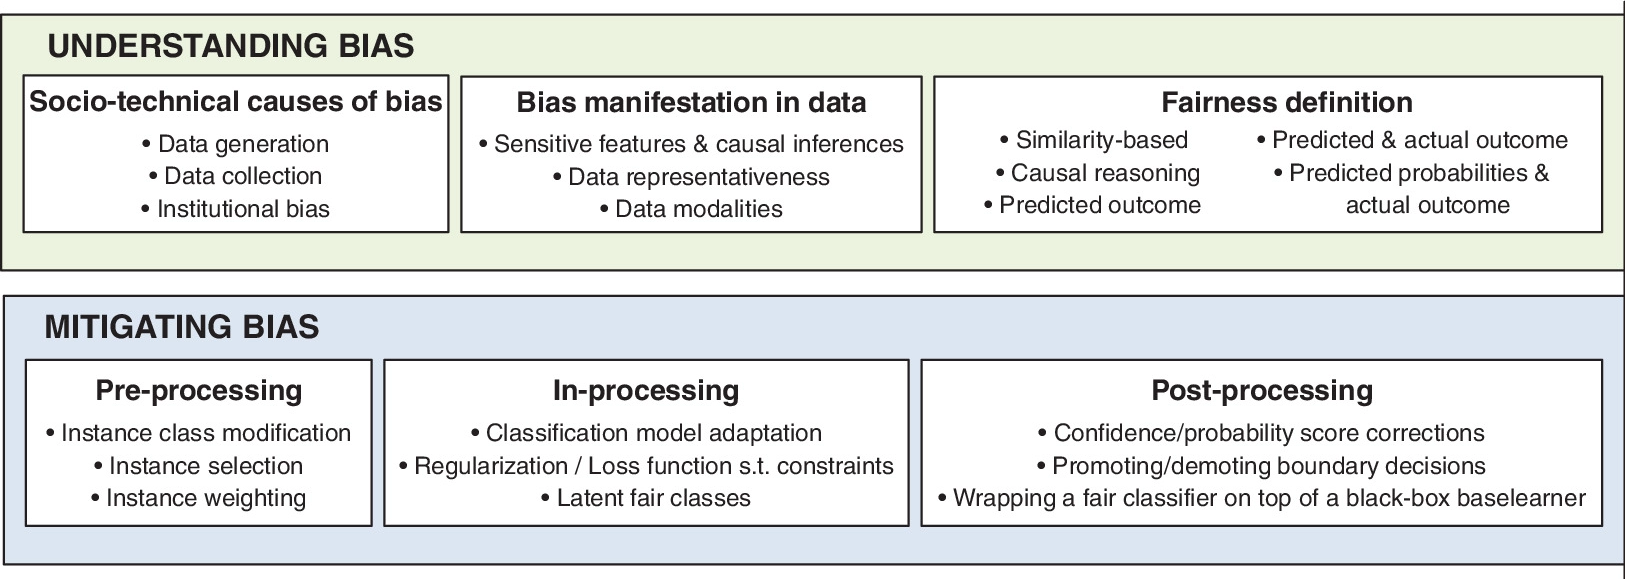 UNDERSTANDING BIAS
Socio-technical causes of bias
• Data generation
• Data collection
• Institutional bias
Bias manifestation in data
• Sensitive features & causal inferences
• Data representativeness
• Data modalities
Fairness definition
• Similarity-based
• Causal reasoning
• Predicted outcome
• Predicted & actual outcome
• Predicted probabilities &
actual outcome
MITIGATING BIAS
Pre-processing
• Instance class modification
• Instance selection
• Instance weighting
In-processing
• Classification model adaptation
• Regularization / Loss function s.t. constraints
• Latent fair classes
Post-processing
• Confidence/probability score corrections
• Promoting/demoting boundary decisions
• Wrapping a fair classifier on top of a black-box baselearner